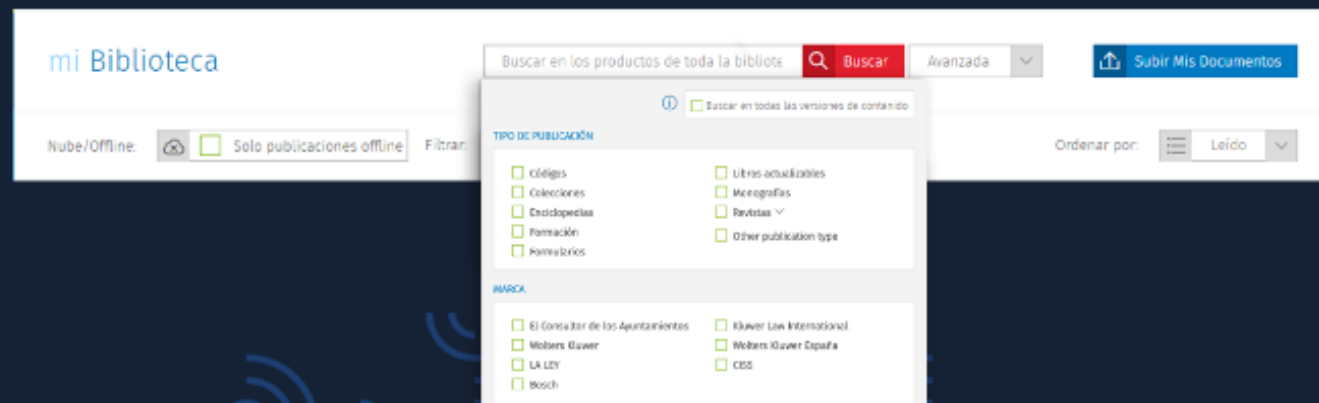 mi Biblioteca
Buscar en los productos de toda la bibliote
Buscar
Avanzada
Subir Mis Documentos
Buscar en todas las versiones de contenido
Nube/Offline:
Solo publicaciones offline
Filtrar:
Ordenar por:
Leído
TIPO DE PUBLICACIÓN
Códigos
Colecciones
Enciclopedias
Formación
Formularios
Libros actualizables
Monografías
Revistas
Other publication type
MARCA
El Consultor de los Ayuntamientos
Wolters Kluwer
LA LEY
Bosch
Kluwer Law International
Wolters Kluwer España
CISS